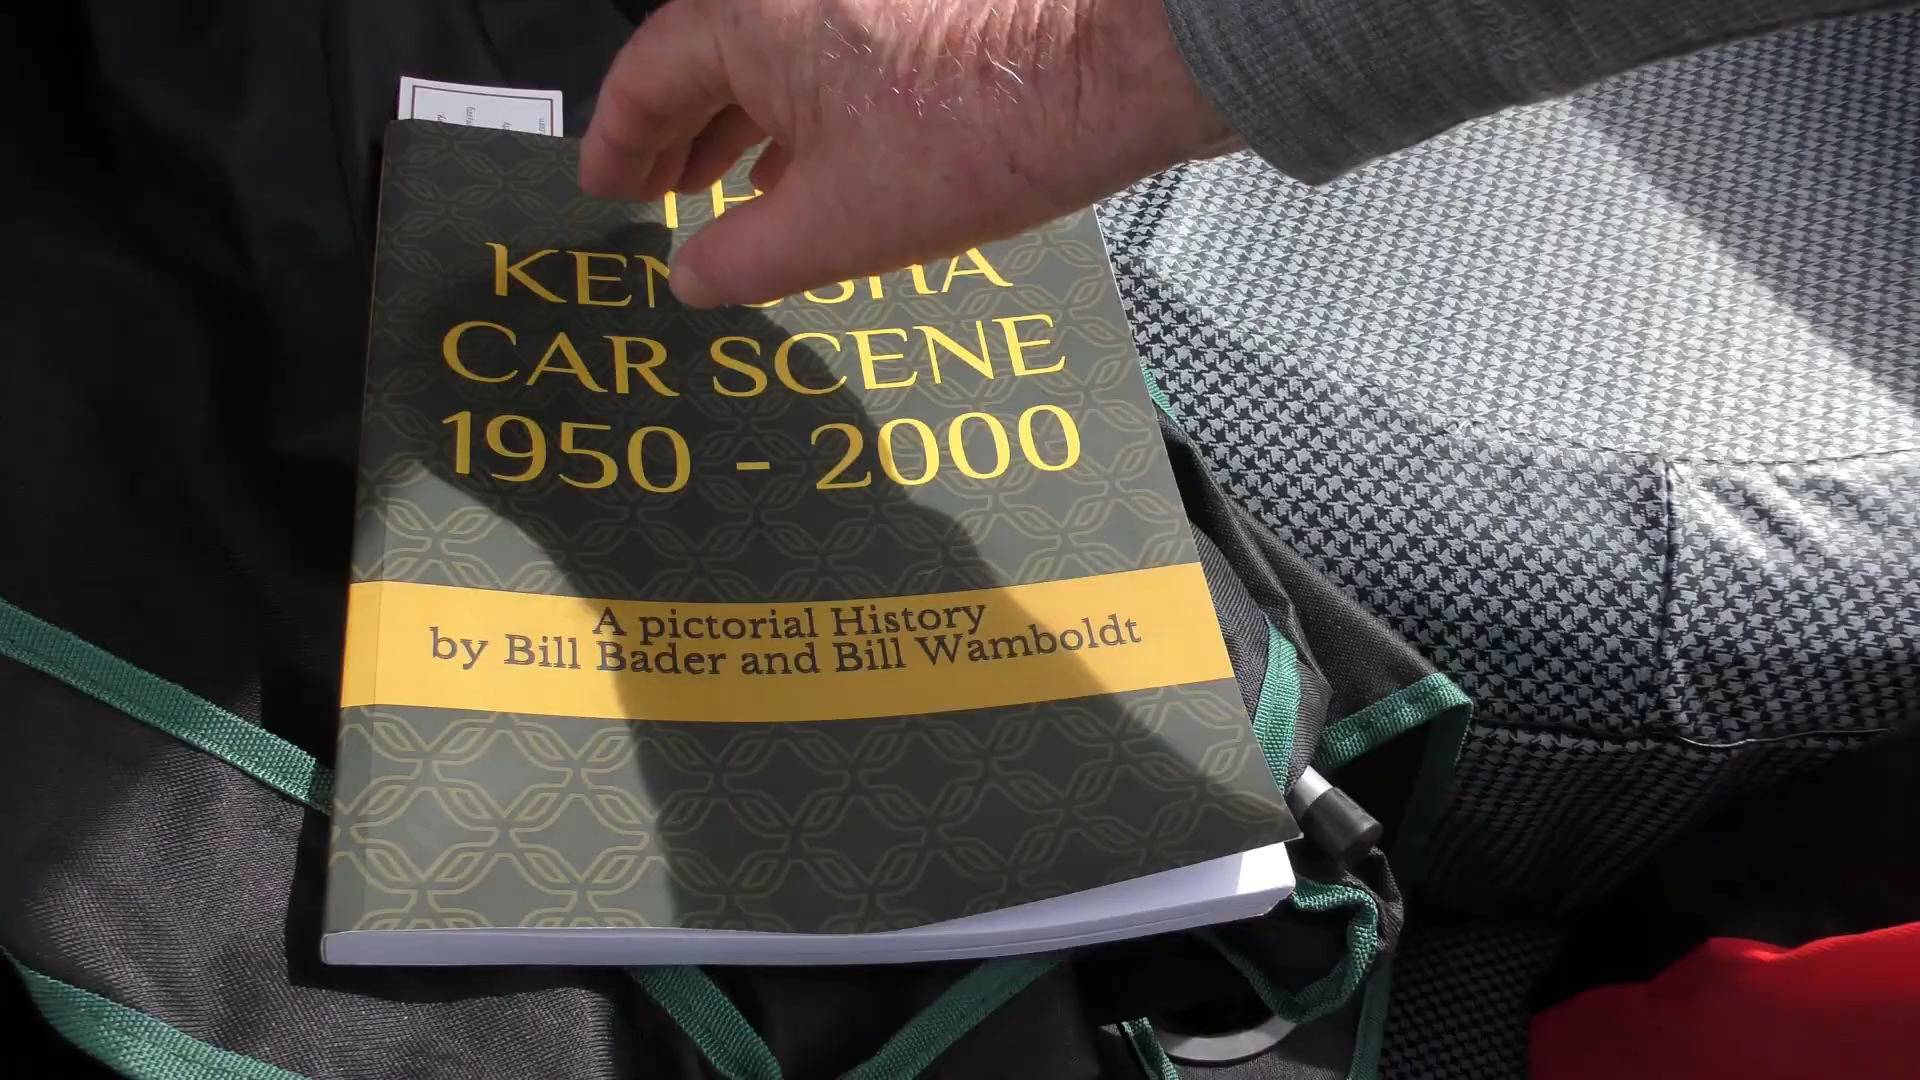 KENOSHA
CAR SCENE
1950 - 2000
A pictorial History
by Bill Bader and Bill Wamboldt